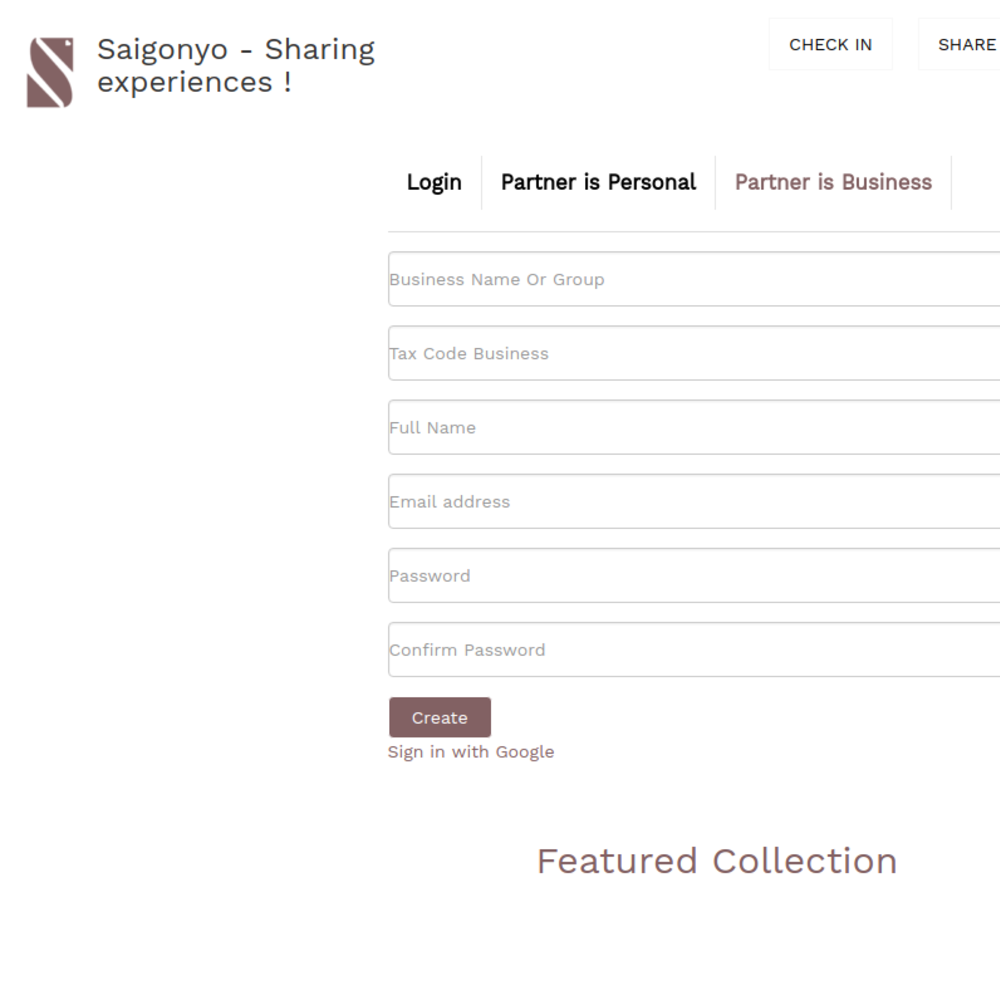 Saigonyo - Sharing
experiences !
CHECK IN
SHARE
Login
Partner is Personal
Partner is Business
Business Name Or Group
Tax Code Business
Full Name
Email address
Password
Confirm Password
Create
Sign in with Google
Featured Collection